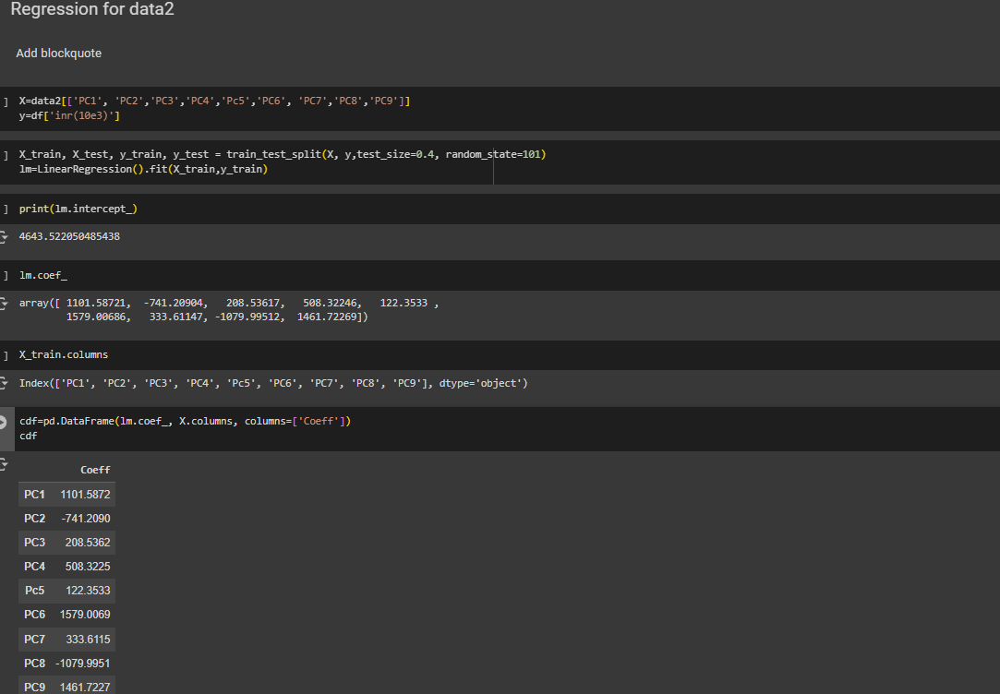 Regression for data2
Add blockquote
] X=data2[['PC1', 'PC2','PC3','PC4','Pc5','PC6', 'PC7','PC8','PC9']]
y=df['inr(10e3)']
] X_train, X_test, y_train, y_test = train_test_split(X, y,test_size=0.4, random_state=101)
lm=LinearRegression().fit(X_train,y_train)
] print(lm.intercept_)
4643.522050485438
] lm.coef_
array([ 1101.58721, -741.20904, 208.53617, 508.32246, 122.3533 ,
1579.00686, 333.61147, -1079.99512, 1461.72269])
] X_train.columns
Index(['PC1', 'PC2', 'PC3', 'PC4', 'Pc5', 'PC6', 'PC7', 'PC8', 'PC9'], dtype='object')
cdf=pd.DataFrame(lm.coef_, X.columns, columns=['Coeff'])
cdf
Coeff
PC1 1101.5872
PC2 -741.2090
PC3 208.5362
PC4 508.3225
Pc5 122.3533
PC6 1579.0069
PC7 333.6115
PC8 -1079.9951
PC9 1461.7227